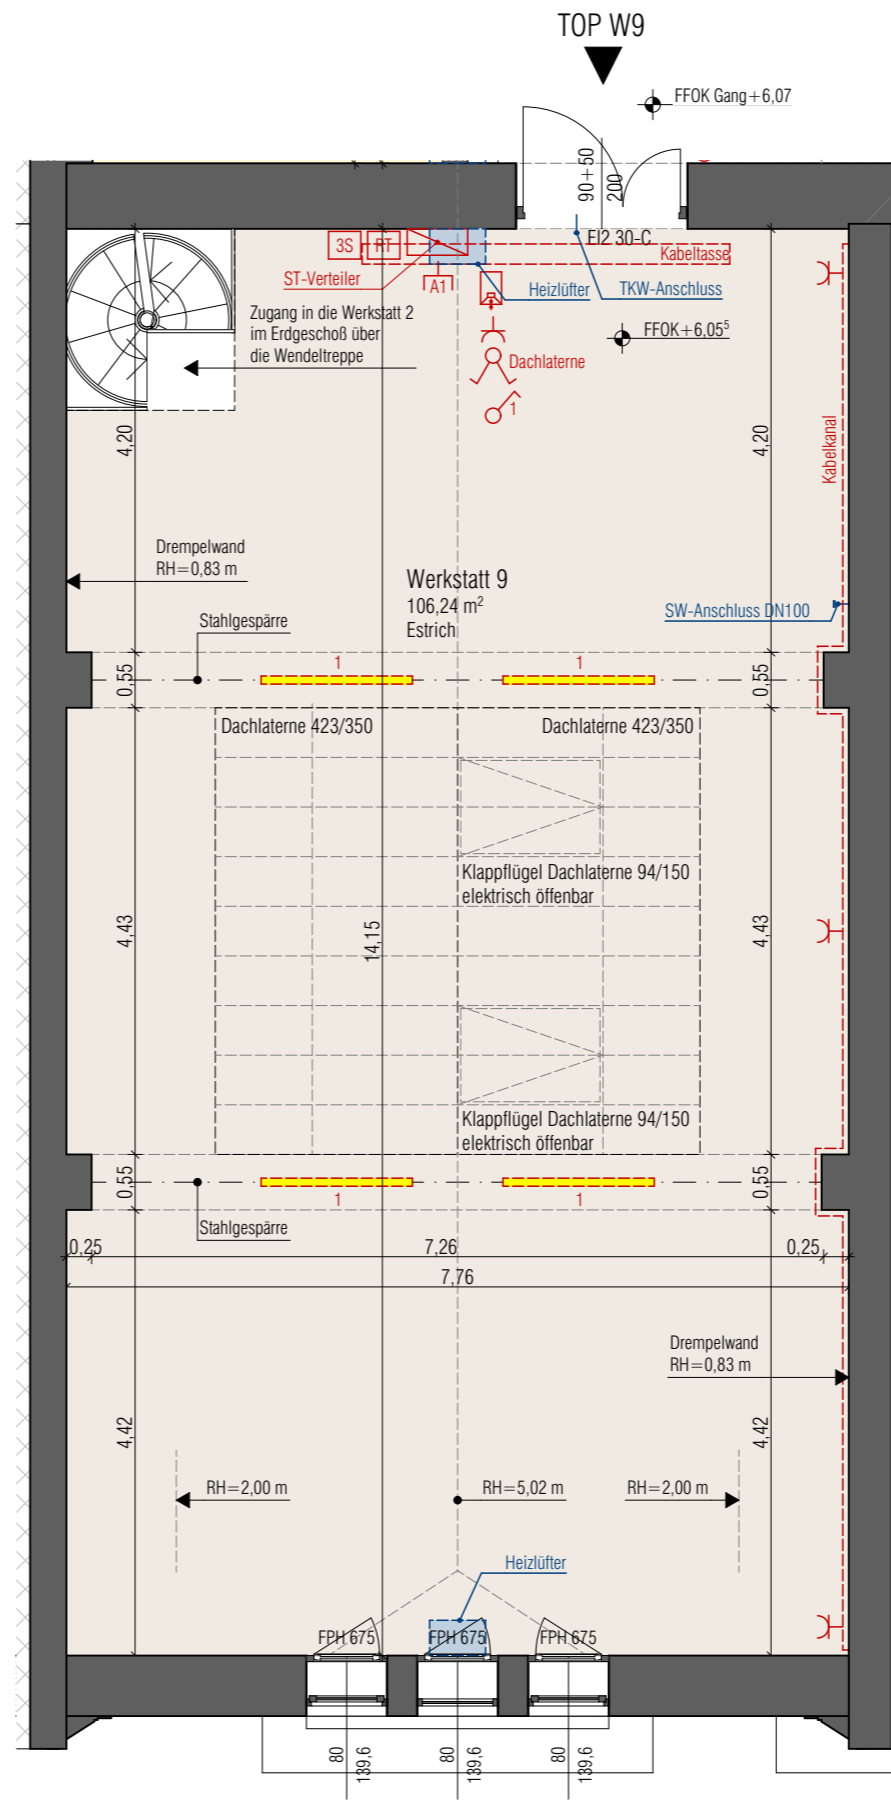 TOP W9
FFOK Gang+6,07
90+50
200
EI2 30-C
3S
RT
Kabeltasse
ST-Verteiler
A1
Heizlüfter
TKW-Anschluss
Zugang in die Werkstatt 2
im Erdgeschoß über
die Wendeltreppe
FFOK+6,05⁵
Dachlaterne
1
4,20
4,20
Kabelkanal
Drempelwand
RH=0,83 m
Werkstatt 9
106,24 m²
Estrich
SW-Anschluss DN100
Stahlgespärre
1
1
0,55
0,55
Dachlaterne 423/350
Dachlaterne 423/350
Klappflügel Dachlaterne 94/150
elektrisch öffenbar
4,43
14,15
4,43
Klappflügel Dachlaterne 94/150
elektrisch öffenbar
0,55
0,55
1
1
Stahlgespärre
0,25
7,26
0,25
7,76
Drempelwand
RH=0,83 m
4,42
4,42
RH=2,00 m
RH=5,02 m
RH=2,00 m
Heizlüfter
FPH 675
FPH 675
FPH 675
80
139,6
80
139,6
80
139,6